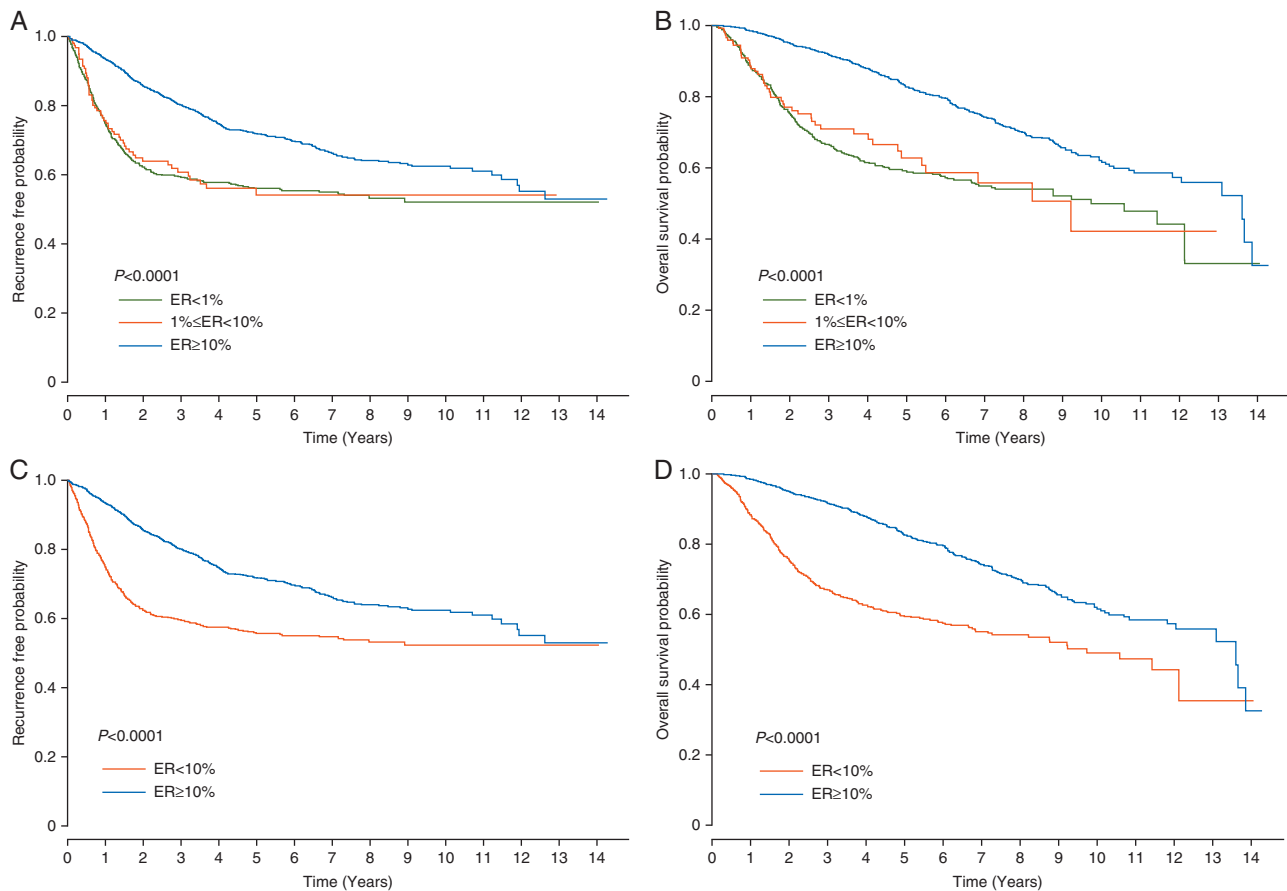 A
Recurrence free probability
1.0
0.8
0.6
0.4
0.2
0
P<0.0001
ER<1%
1%≤ER<10%
ER≥10%
0 1 2 3 4 5 6 7 8 9 10 11 12 13 14
Time (Years)
B
Overall survival probability
1.0
0.8
0.6
0.4
0.2
0
P<0.0001
ER<1%
1%≤ER<10%
ER≥10%
0 1 2 3 4 5 6 7 8 9 10 11 12 13 14
Time (Years)
C
Recurrence free probability
1.0
0.8
0.6
0.4
0.2
0
P<0.0001
ER<10%
ER≥10%
0 1 2 3 4 5 6 7 8 9 10 11 12 13 14
Time (Years)
D
Overall survival probability
1.0
0.8
0.6
0.4
0.2
0
P<0.0001
ER<10%
ER≥10%
0 1 2 3 4 5 6 7 8 9 10 11 12 13 14
Time (Years)